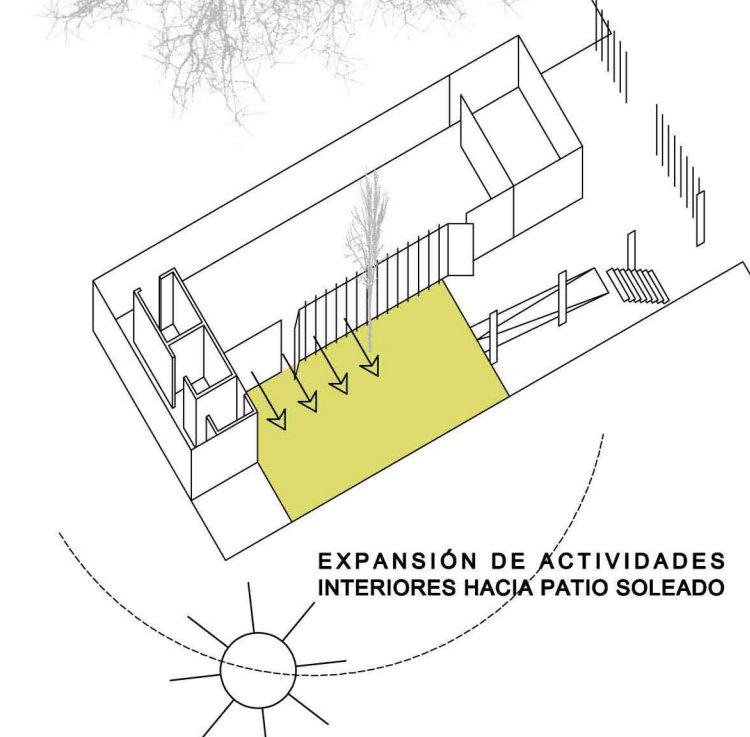 EXPANSIÓN DE ACTIVIDADES
INTERIORES HACIA PATIO SOLEADO